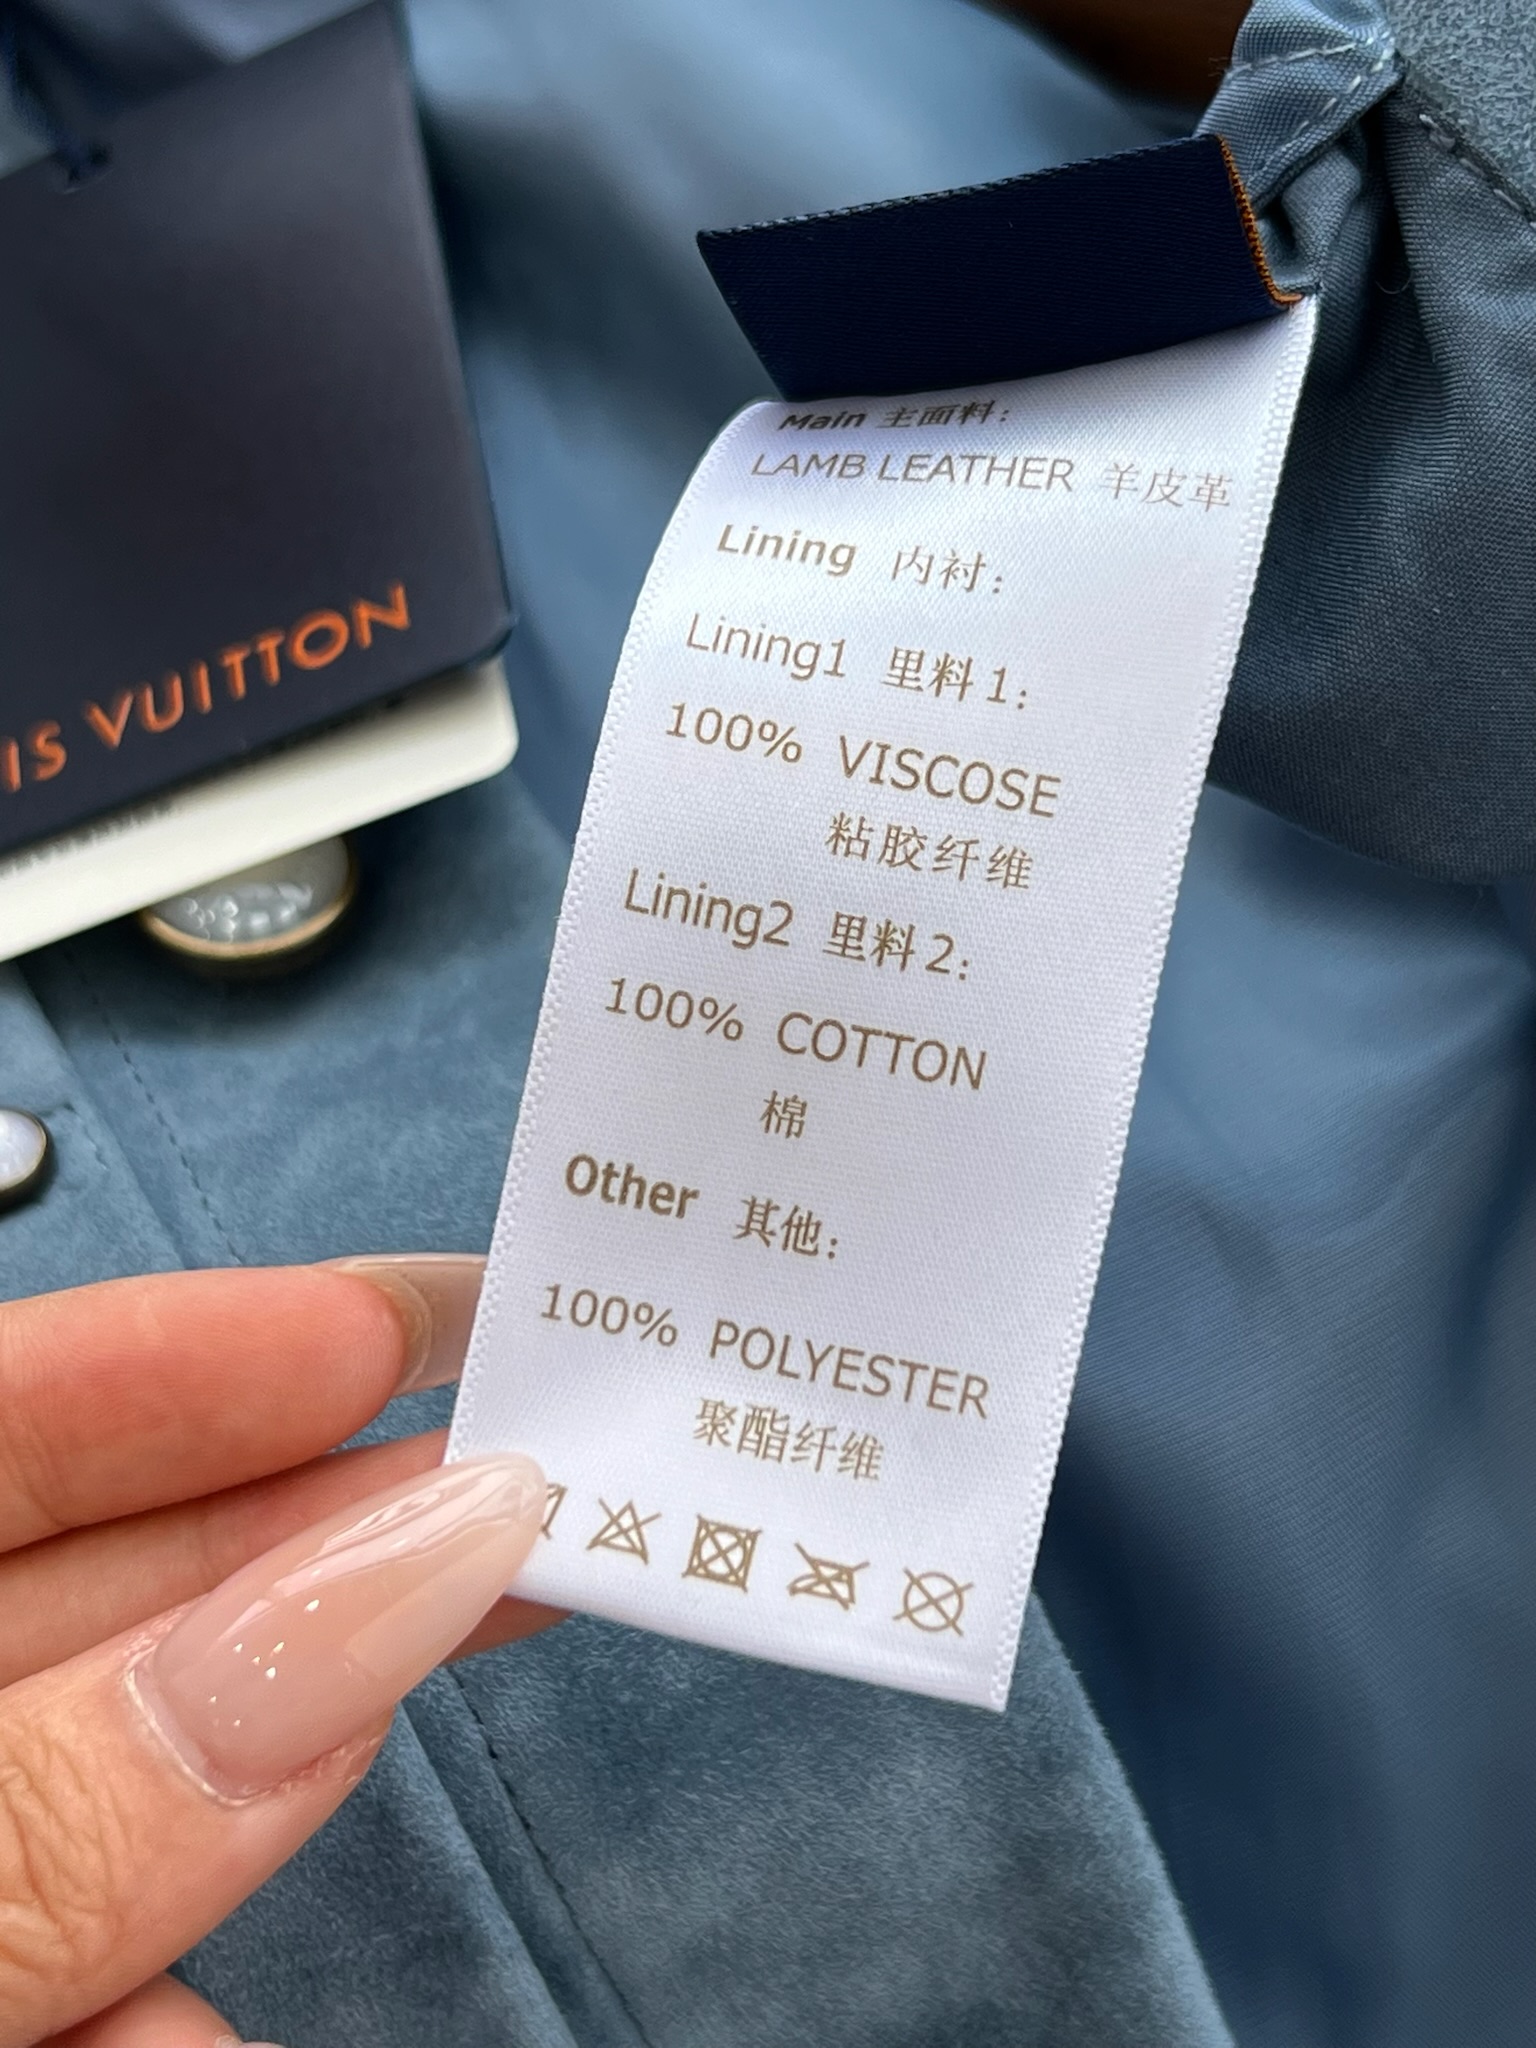 IS VUITTON
Main 主面料:
LAMB LEATHER 羊皮革
Lining 内衬:
Lining1 里料 1:
100% VISCOSE
粘胶纤维
Lining2 里料 2:
100% COTTON
棉
Other 其他:
100% POLYESTER
聚酯纤维